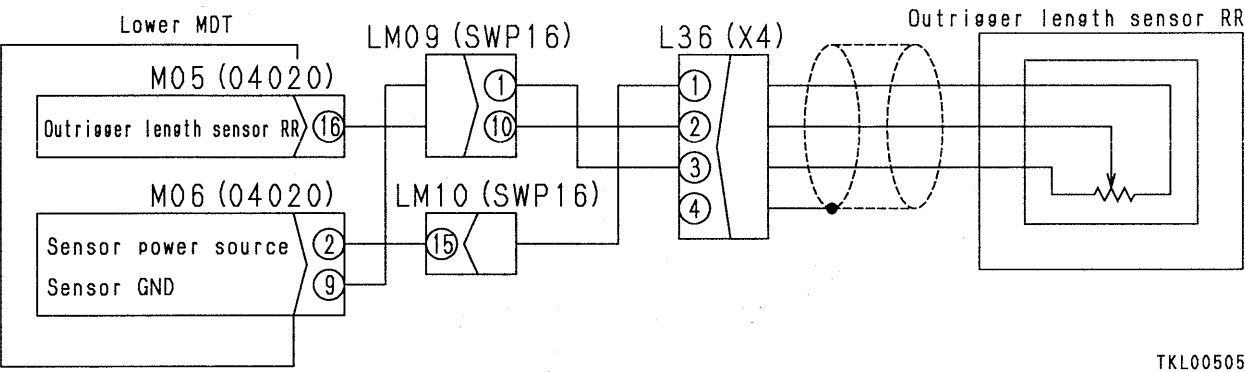 Outrigger length sensor RR
Lower MDT
LM09 (SWP16)
L36 (X4)
M05 (04020)
1
1
Outrigger length sensor RR
16
10
2
3
M06 (04020)
LM10 (SWP16)
4
Sensor power source
2
15
Sensor GND
9
TKL00505